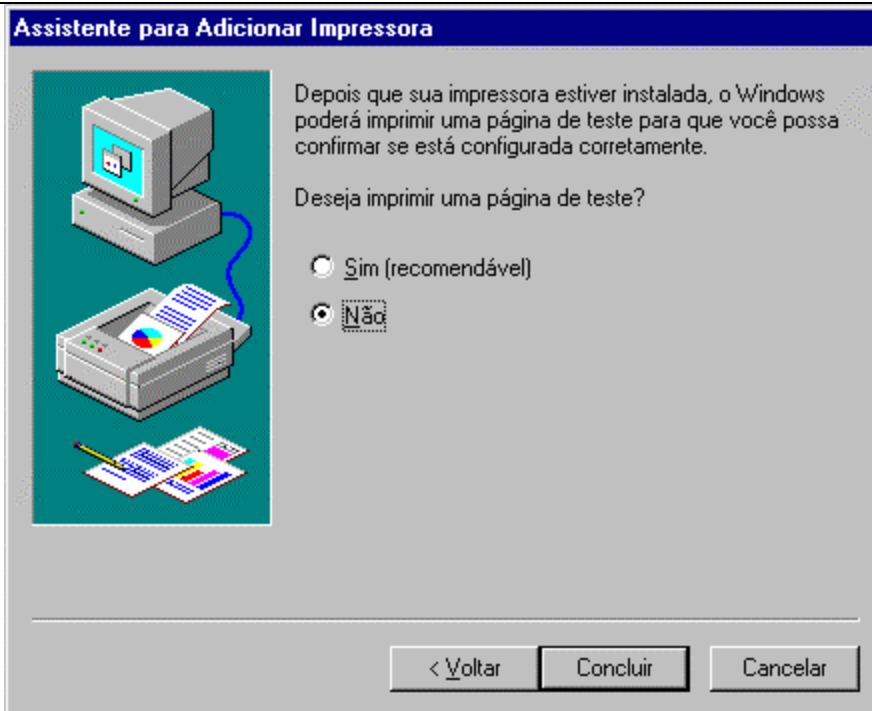 Assistente para Adicionar Impressora
Depois que sua impressora estiver instalada, o Windows
poderá imprimir uma página de teste para que você possa
confirmar se está configurada corretamente.
Deseja imprimir uma página de teste?
Sim (recomendável)
Não
< Voltar
Concluir
Cancelar